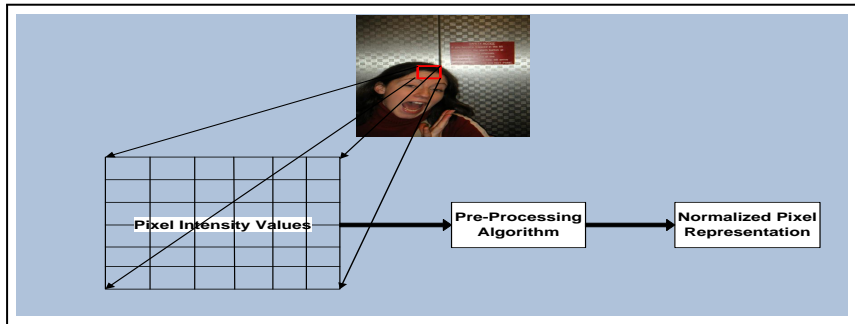 Pixel Intensity Values
Pre-Processing
Algorithm
Normalized Pixel
Representation